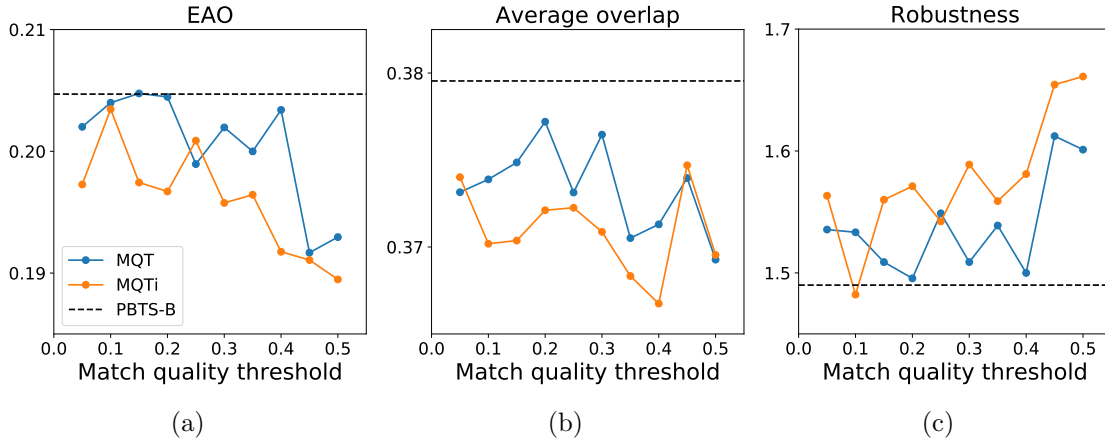 EAO
0.21
0.20
0.19
MQT
MQTi
PBTS-B
0.0 0.1 0.2 0.3 0.4 0.5
Match quality threshold
(a)
Average overlap
0.38
0.37
0.0 0.1 0.2 0.3 0.4 0.5
Match quality threshold
(b)
Robustness
1.7
1.6
1.5
0.0 0.1 0.2 0.3 0.4 0.5
Match quality threshold
(c)